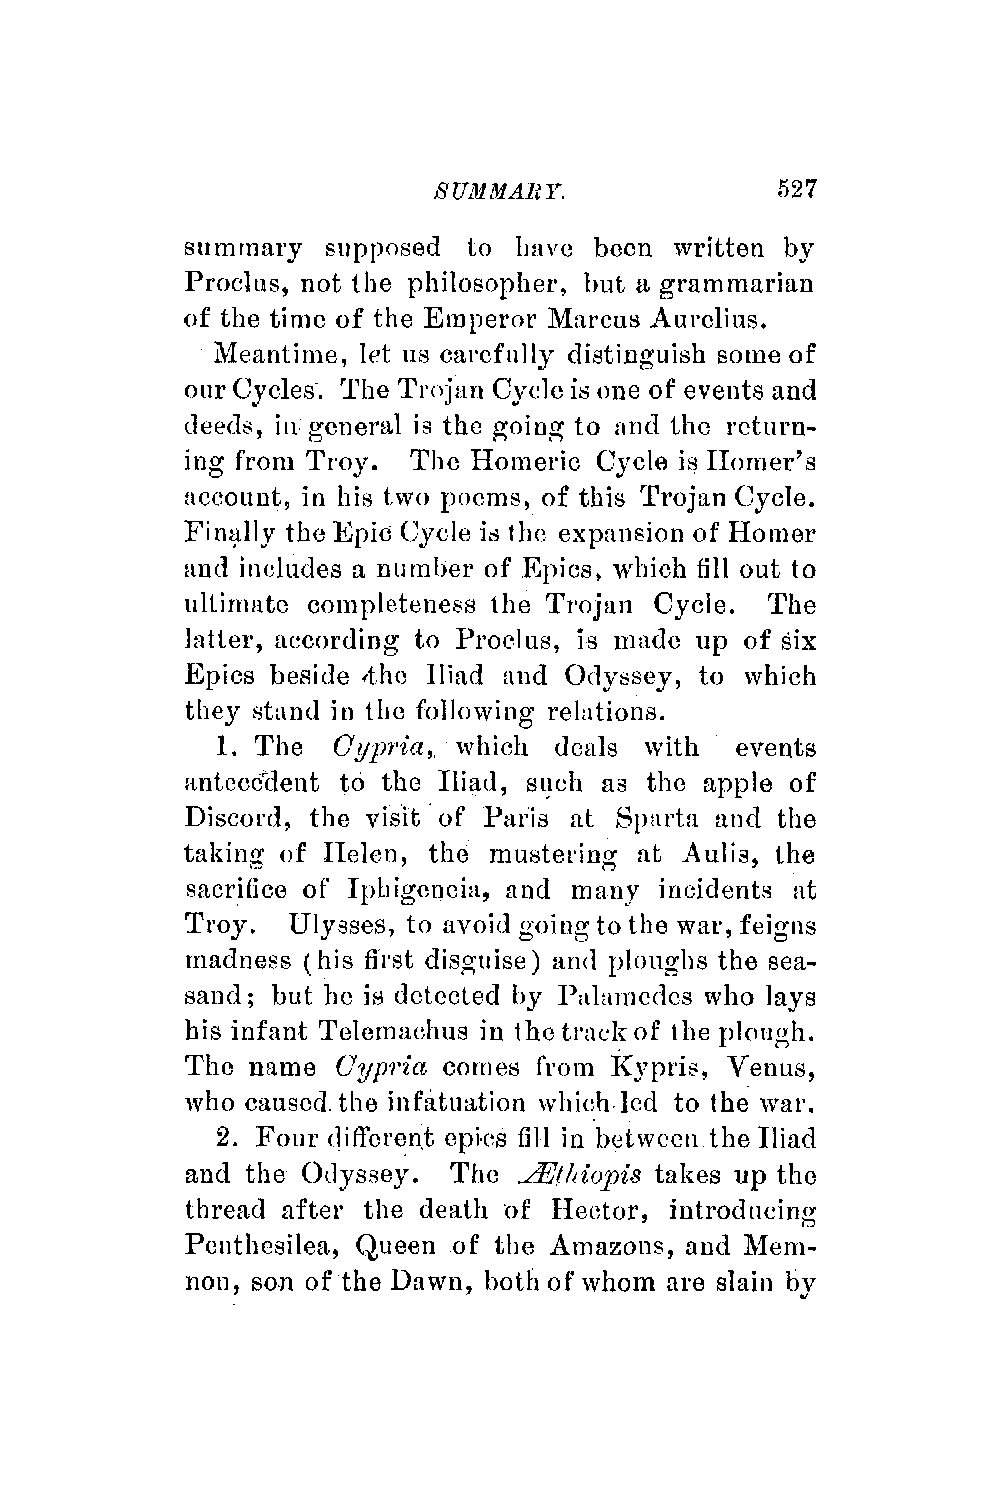 SUMMARY. 527
summary supposed to have been written by
Proclus, not the philosopher, but a grammarian
of the time of the Emperor Marcus Aurelius.
Meantime, let us carefully distinguish some of
our Cycles. The Trojan Cycle is one of events and
deeds, in general is the going to and the return-
ing from Troy. The Homeric Cycle is Homer's
account, in his two poems, of this Trojan Cycle.
Finally the Epic Cycle is the expansion of Homer
and includes a number of Epics, which fill out to
ultimate completeness the Trojan Cycle. The
latter, according to Proclus, is made up of six
Epics beside the Iliad and Odyssey, to which
they stand in the following relations.
1. The Cypria, which deals with events
antecedent to the Iliad, such as the apple of
Discord, the visit of Paris at Sparta and the
taking of Helen, the mustering at Aulis, the
sacrifice of Iphigeneia, and many incidents at
Troy. Ulysses, to avoid going to the war, feigns
madness (his first disguise) and ploughs the sea-
sand; but he is detected by Palamedes who lays
his infant Telemachus in the track of the plough.
The name Cypria comes from Kypris, Venus,
who caused the infatuation which led to the war.
2. Four different epics fill in between the Iliad
and the Odyssey. The Æthiopis takes up the
thread after the death of Hector, introducing
Penthesilea, Queen of the Amazons, and Mem-
non, son of the Dawn, both of whom are slain by